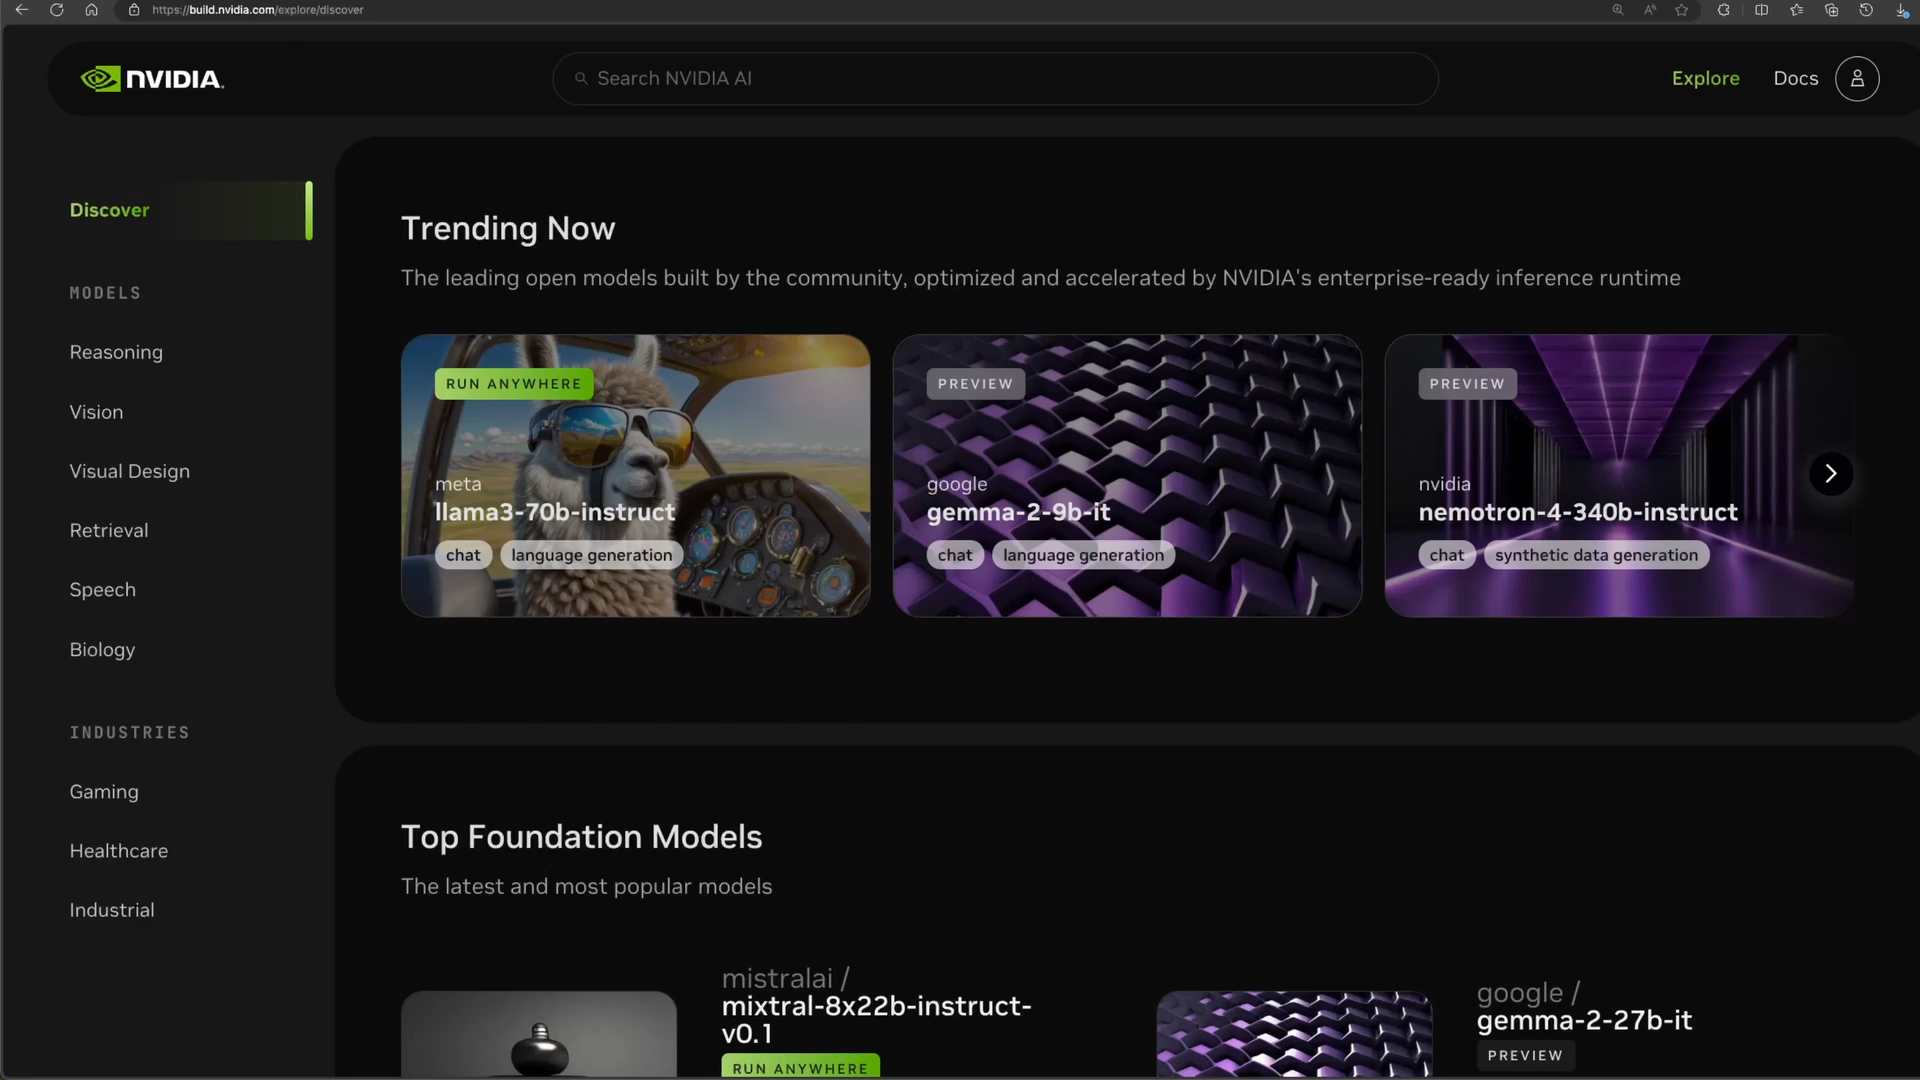 https://build.nvidia.com/explore/discover
NVIDIA.
Search NVIDIA AI
Explore
Docs
Discover
MODELS
Reasoning
Vision
Visual Design
Retrieval
Speech
Biology
INDUSTRIES
Gaming
Healthcare
Industrial
Trending Now
The leading open models built by the community, optimized and accelerated by NVIDIA's enterprise-ready inference runtime
RUN ANYWHERE
meta
llama3-70b-instruct
chat
language generation
PREVIEW
google
gemma-2-9b-it
chat
language generation
PREVIEW
nvidia
nemotron-4-340b-instruct
chat
synthetic data generation
Top Foundation Models
The latest and most popular models
mistralai /
mixtral-8x22b-instruct-
v0.1
RUN ANYWHERE
google /
gemma-2-27b-it
PREVIEW